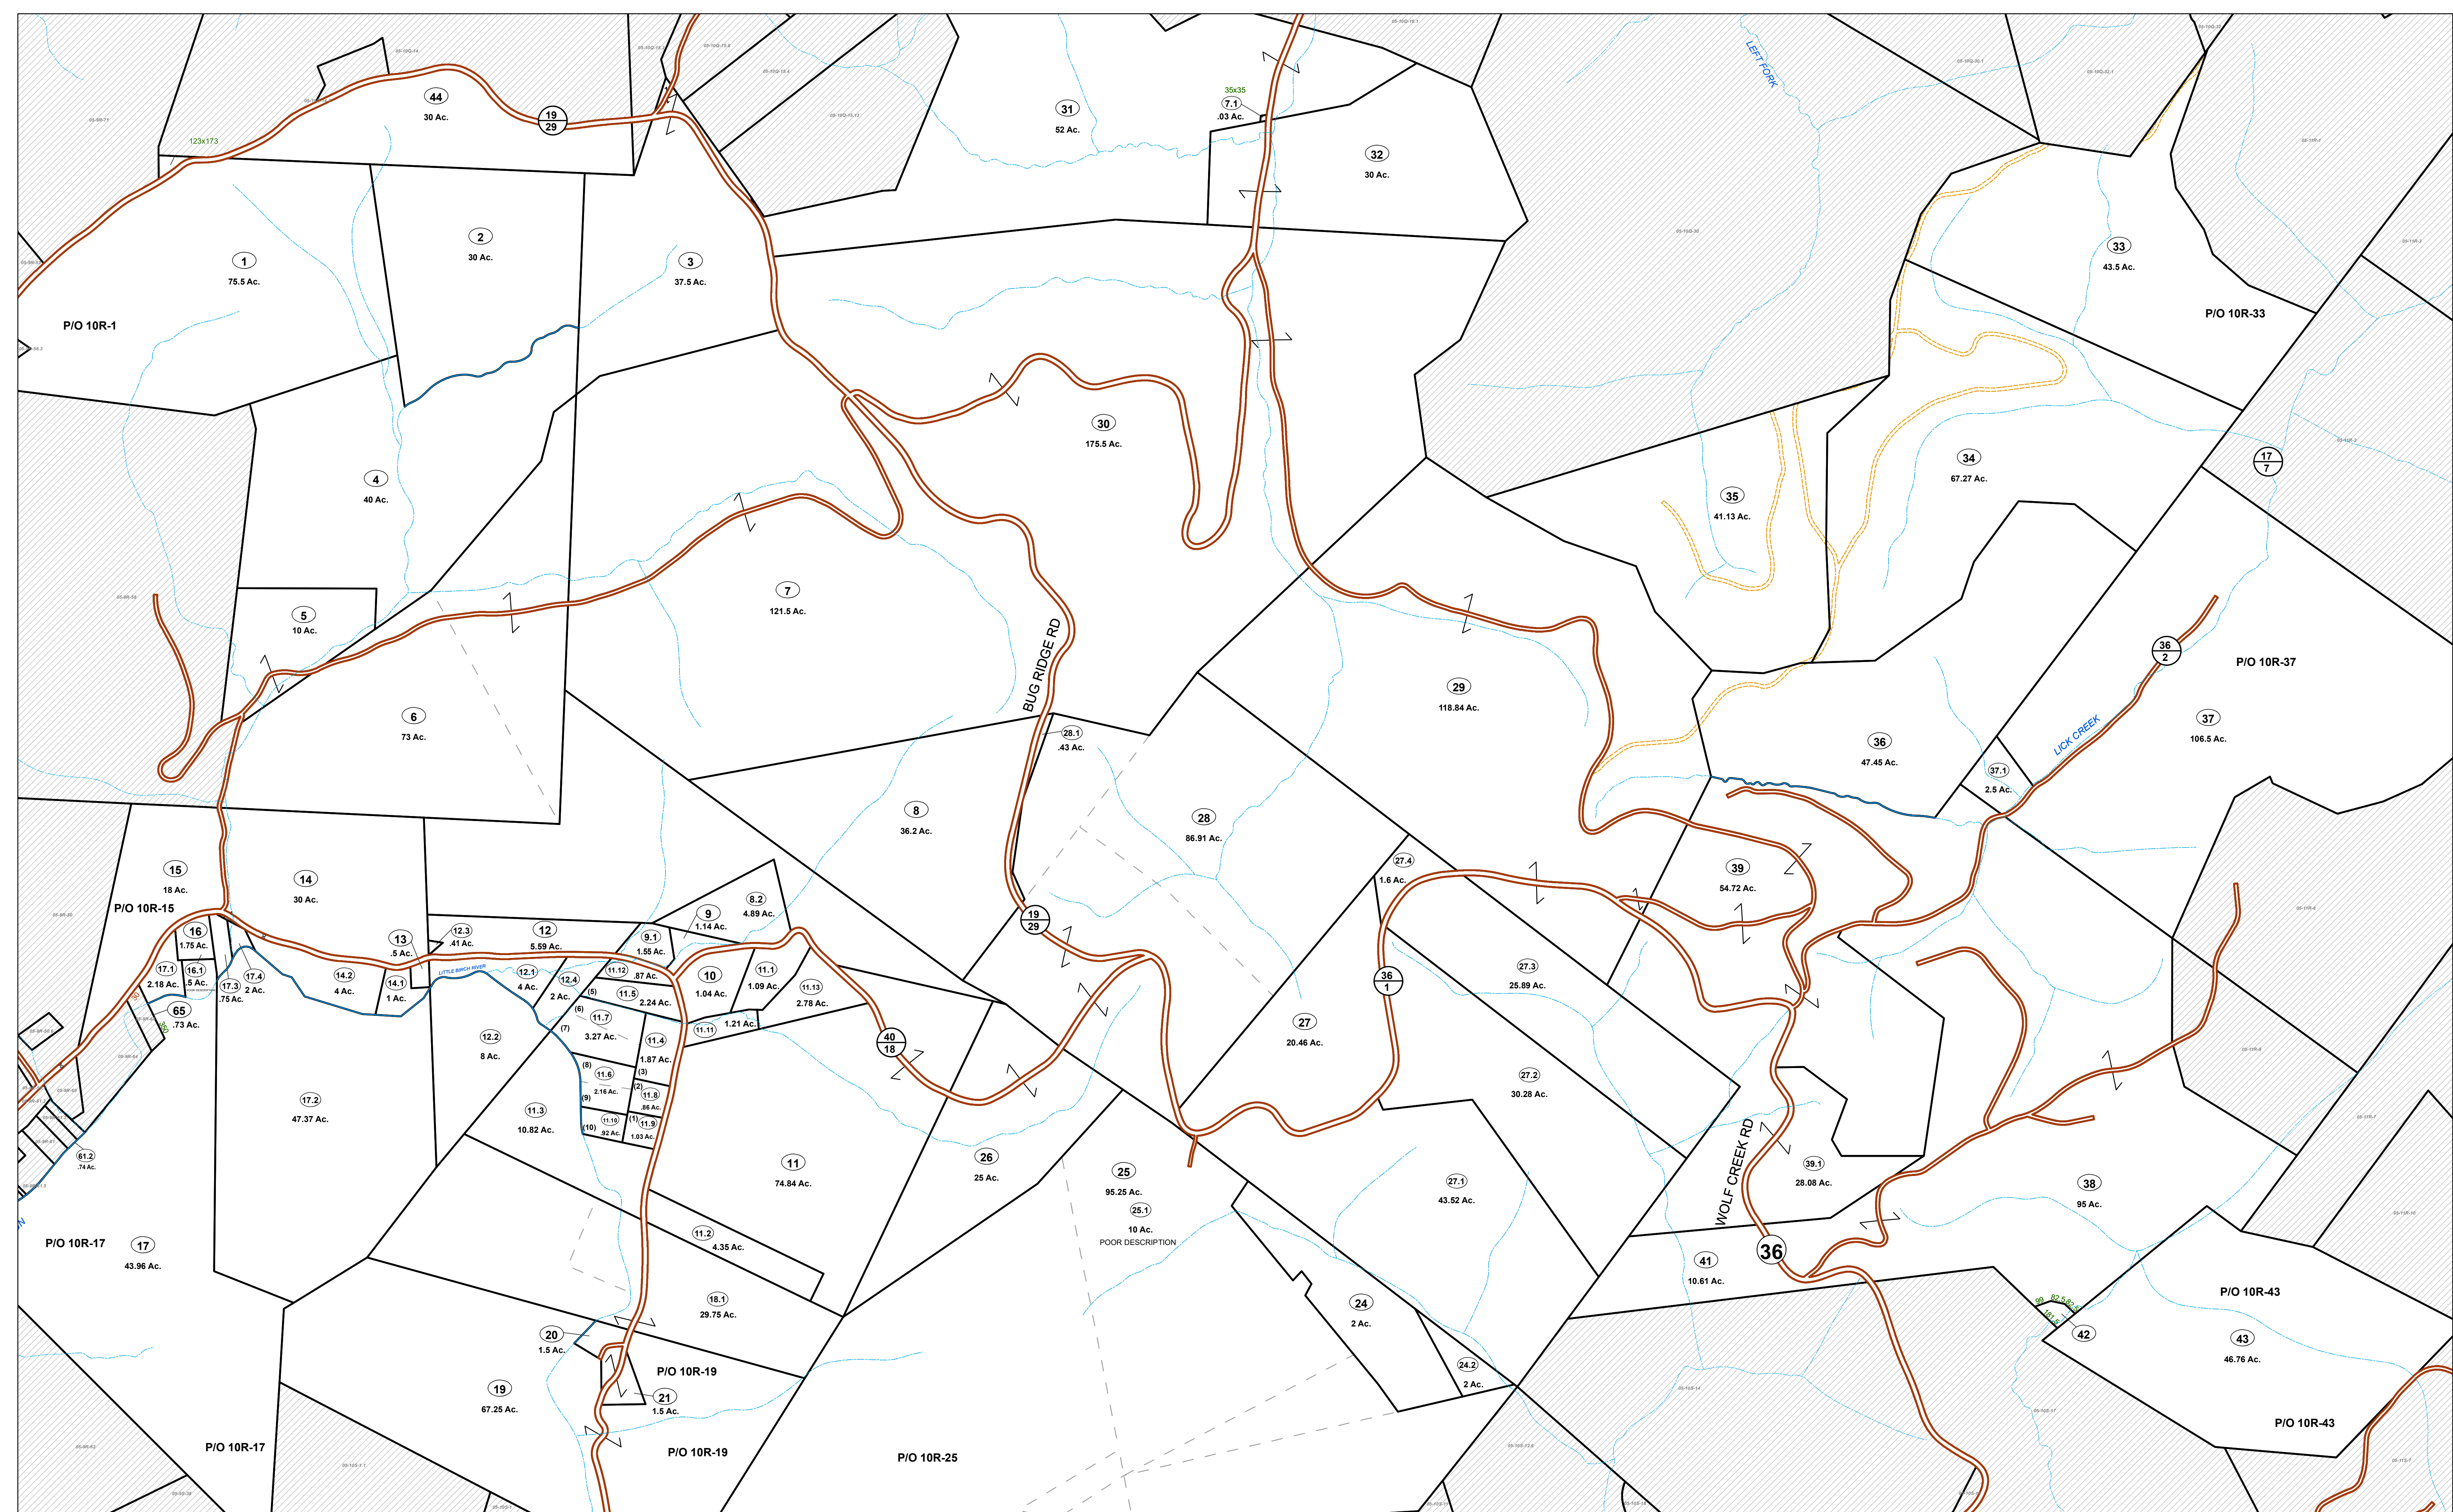 LEFT FORK
44
30 Ac.
19
29
123x173
31
52 Ac.
35x35
7.1
.03 Ac.
32
30 Ac.
1
75.5 Ac.
P/O 10R-1
2
30 Ac.
3
37.5 Ac.
33
43.5 Ac.
P/O 10R-33
4
40 Ac.
30
175.5 Ac.
34
67.27 Ac.
35
41.13 Ac.
17
7
5
10 Ac.
7
121.5 Ac.
BUG RIDGE RD
6
73 Ac.
28.1
.43 Ac.
29
118.84 Ac.
36
47.45 Ac.
36
2
P/O 10R-37
37
106.5 Ac.
LICK CREEK
37.1
2.5 Ac.
8
36.2 Ac.
28
86.91 Ac.
39
54.72 Ac.
27.4
1.6 Ac.
15
18 Ac.
P/O 10R-15
14
30 Ac.
8.2
4.89 Ac.
9
1.14 Ac.
9.1
1.55 Ac.
12
5.59 Ac.
12.3
.41 Ac.
13
.5 Ac.
16
1.75 Ac.
16.1
.5 Ac.
17.1
2.18 Ac.
17.3
.75 Ac.
17.4
2 Ac.
14.2
4 Ac.
14.1
1 Ac.
LITTLE BIRCH RIVER
12.1
4 Ac.
12.4
2 Ac.
11.12
.87 Ac.
10
1.04 Ac.
11.1
1.09 Ac.
11.13
2.78 Ac.
19
29
36
1
27.3
25.89 Ac.
30
65
.73 Ac.
(5)
11.5
2.24 Ac.
(6)
11.7
3.27 Ac.
(7)
11.4
1.87 Ac.
11.11
1.21 Ac.
12.2
8 Ac.
40
18
27
20.46 Ac.
27.2
30.28 Ac.
(8)
11.6
2.16 Ac.
(3)
(2)
11.8
.86 Ac.
(9)
(10)
11.10
.92 Ac.
(1)
11.9
1.03 Ac.
11.3
10.82 Ac.
17.2
47.37 Ac.
61.2
.74 Ac.
11
74.84 Ac.
26
25 Ac.
25
95.25 Ac.
25.1
10 Ac.
POOR DESCRIPTION
27.1
43.52 Ac.
WOLF CREEK RD
39.1
28.08 Ac.
38
95 Ac.
P/O 10R-17
17
43.96 Ac.
11.2
4.35 Ac.
36
41
10.61 Ac.
18.1
29.75 Ac.
24
2 Ac.
24.2
2 Ac.
P/O 10R-43
99
82.5
82.5
42
43
46.76 Ac.
20
1.5 Ac.
P/O 10R-19
21
1.5 Ac.
19
67.25 Ac.
P/O 10R-17
P/O 10R-19
P/O 10R-25
P/O 10R-43